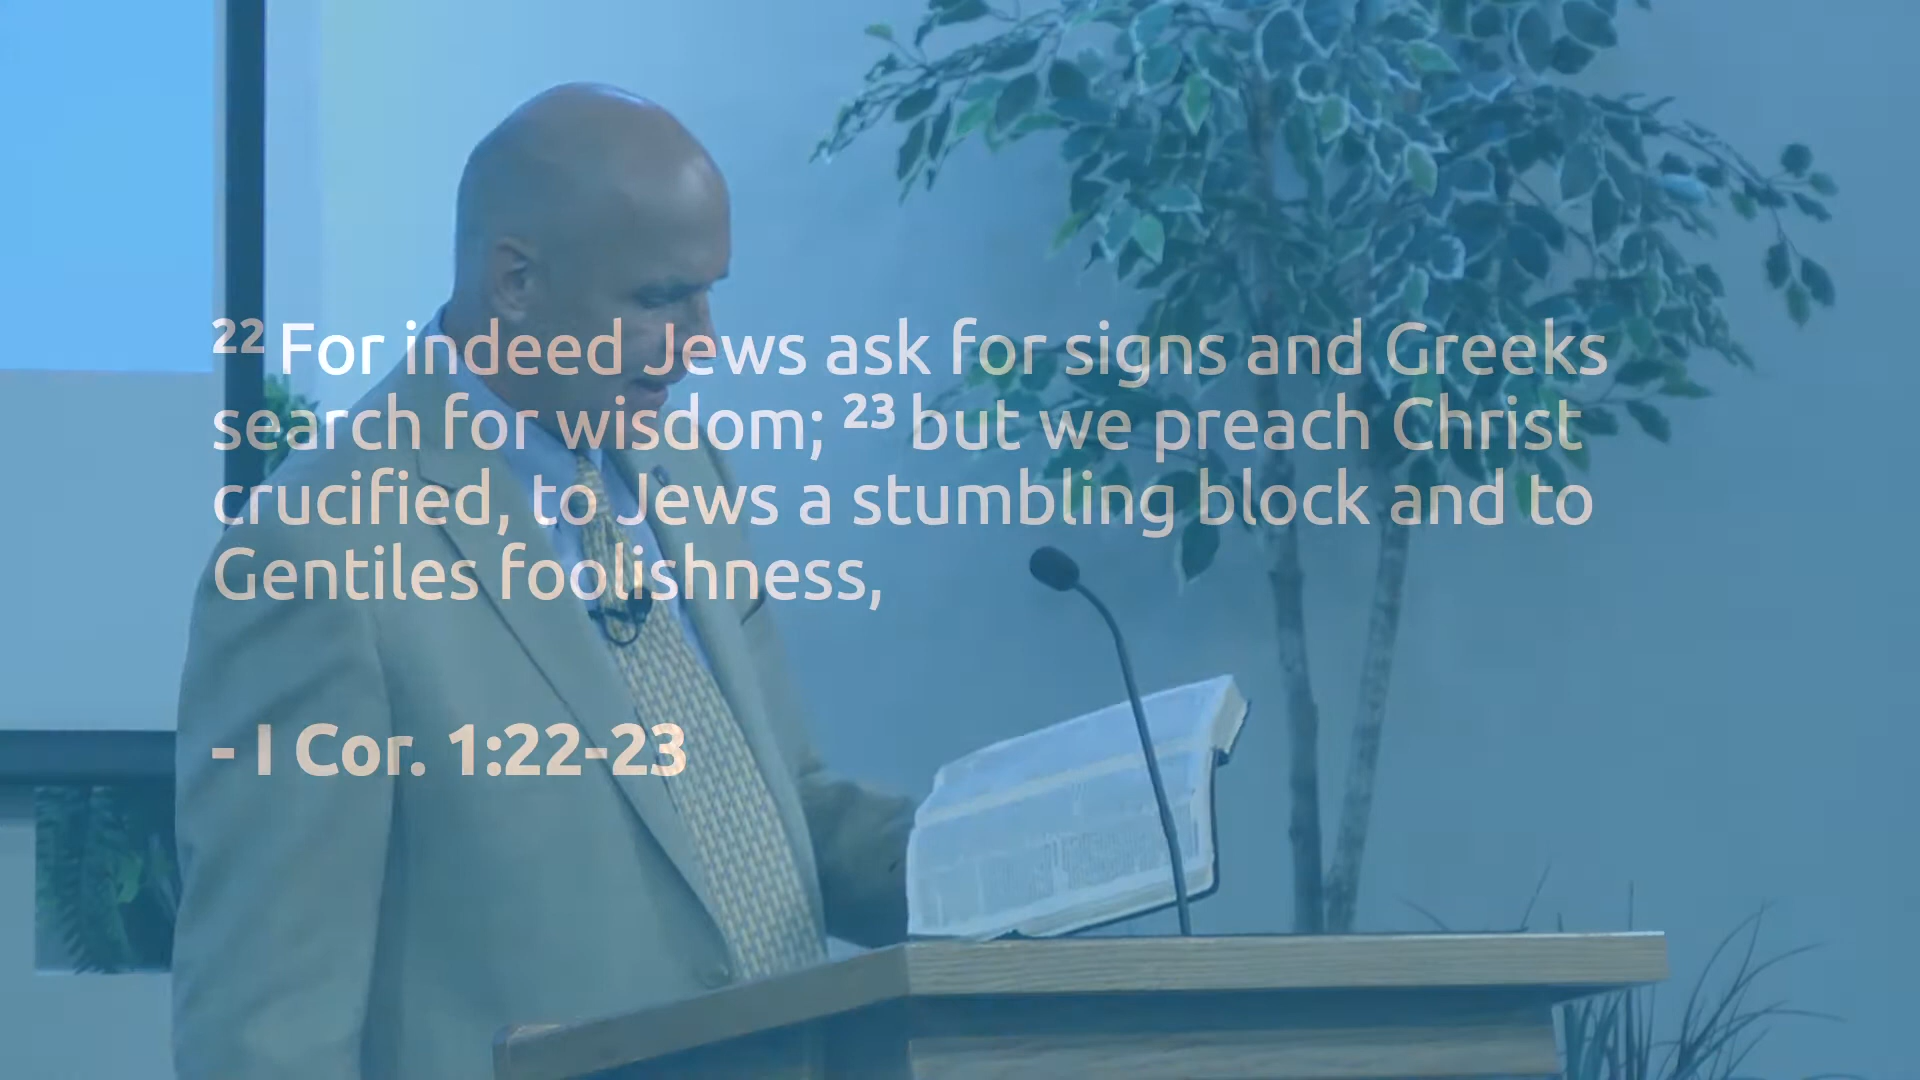 22 For indeed Jews ask for signs and Greeks
search for wisdom; 23 but we preach Christ
crucified, to Jews a stumbling block and to
Gentiles foolishness,
- I Cor. 1:22-23